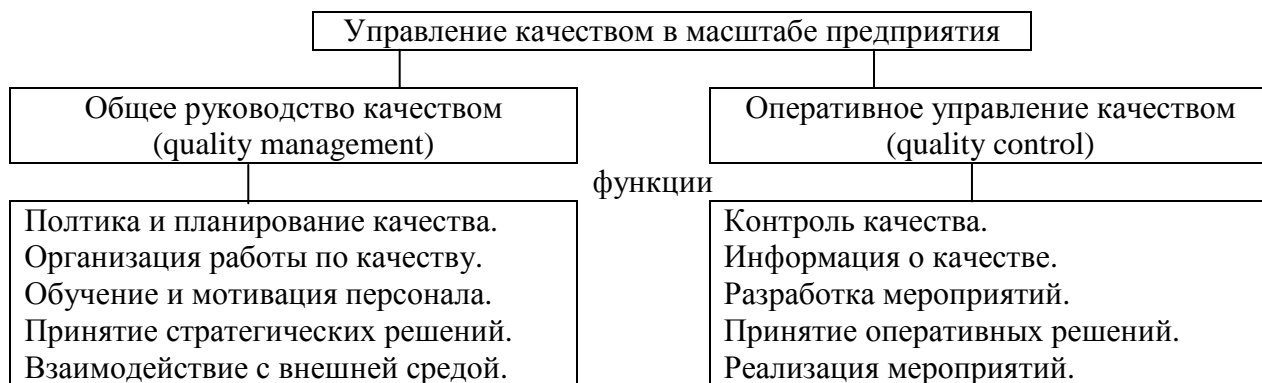 Управление качеством в масштабе предприятия
Общее руководство качеством
(quality management)
Оперативное управление качеством
(quality control)
функции
Полтика и планирование качества.
Организация работы по качеству.
Обучение и мотивация персонала.
Принятие стратегических решений.
Взаимодействие с внешней средой.
Контроль качества.
Информация о качестве.
Разработка мероприятий.
Принятие оперативных решений.
Реализация мероприятий.